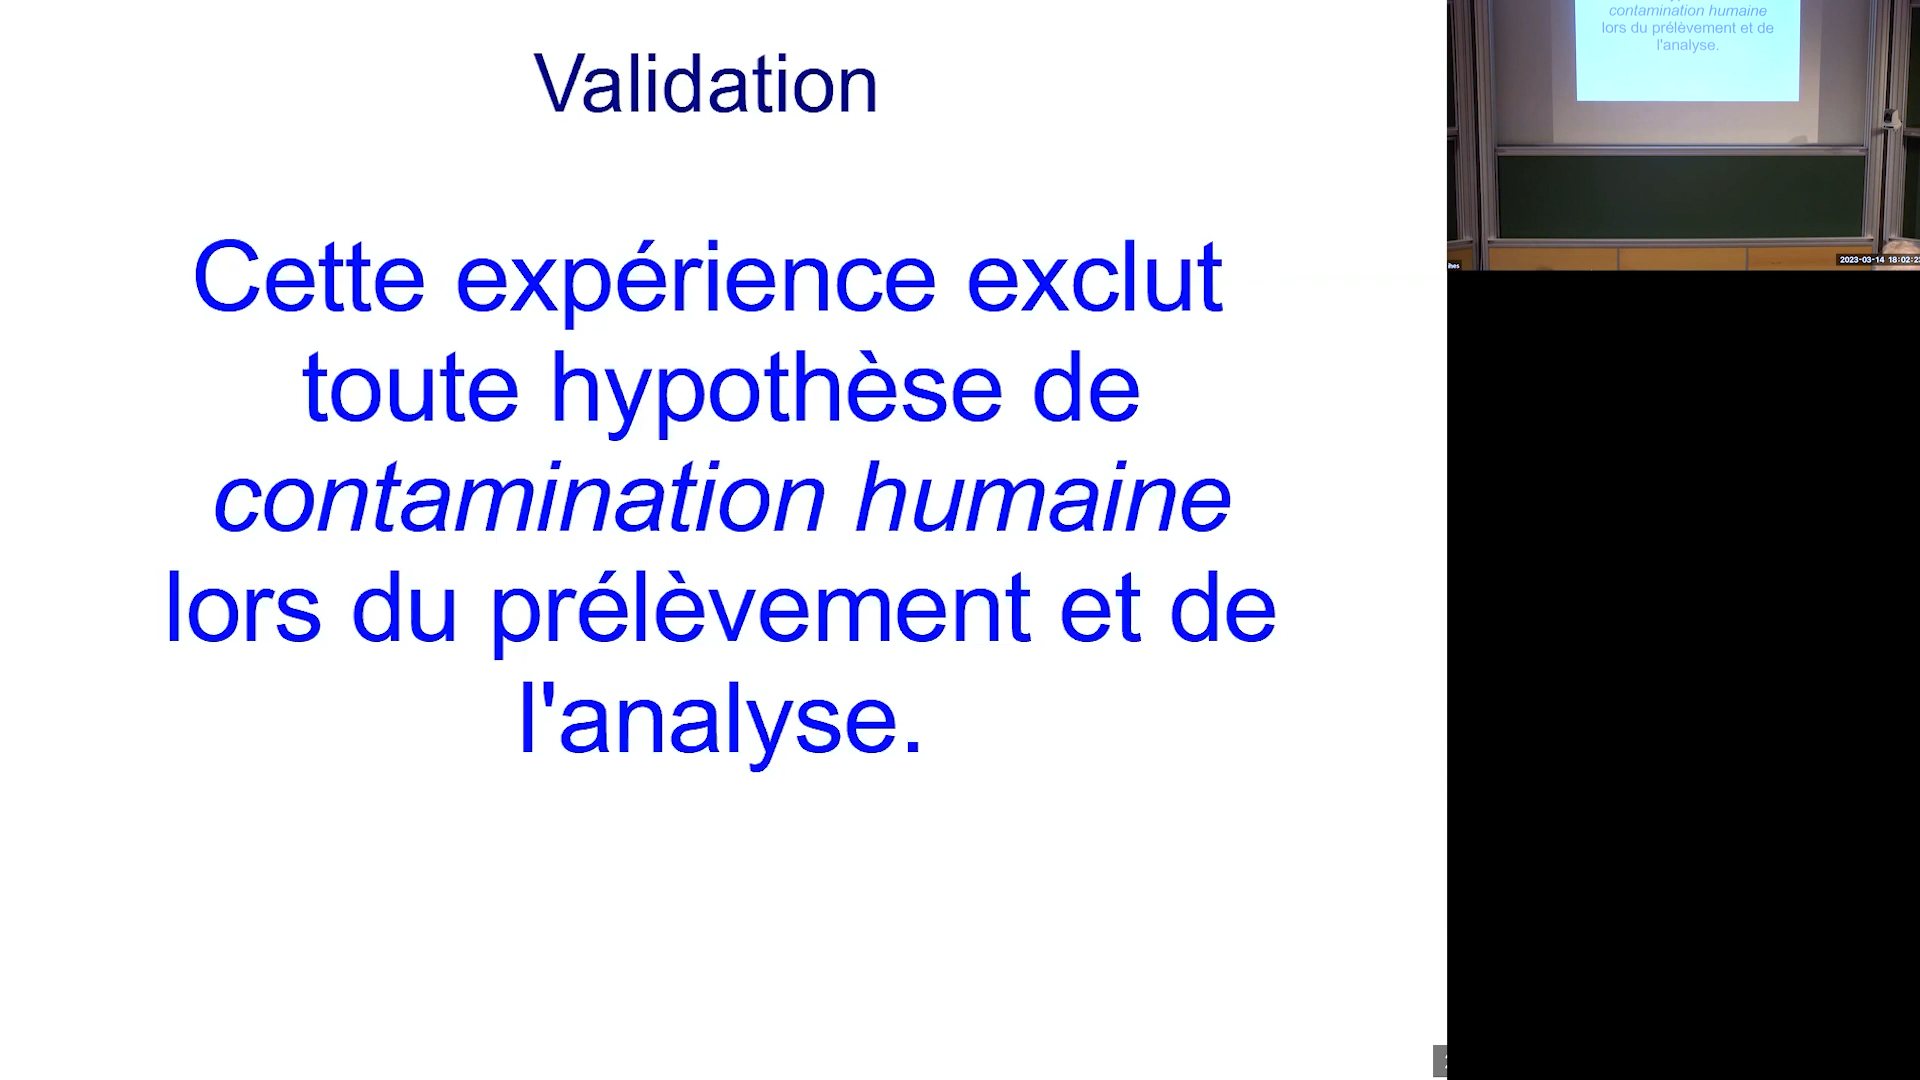 Validation
Cette expérience exclut
toute hypothèse de
contamination humaine
lors du prélèvement et de
l'analyse.
contamination humaine
lors du prélèvement et de
l'analyse.
2023-03-14 18:02:23